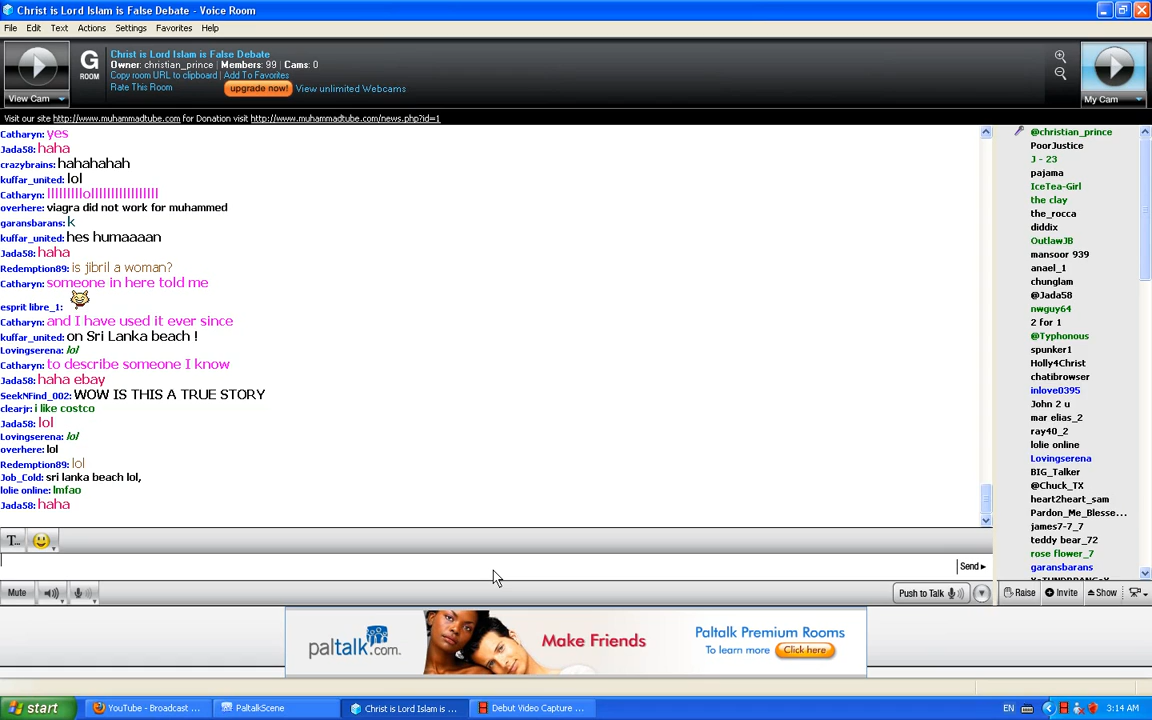 Christ is Lord Islam is False Debate - Voice Room
File Edit Text Actions Settings Favorites Help
G
ROOM
Christ is Lord Islam is False Debate
Owner: christian_prince | Members: 99 | Cams: 0
Copy room URL to clipboard | Add To Favorites
Rate This Room
upgrade now! View unlimited Webcams
View Cam
My Cam
Visit our site http://www.muhammadtube.com for Donation visit http://www.muhammadtube.com/news.php?id=1
Catharyn: yes
Jada58: haha
crazybrains: hahahahah
kuffar_united: lol
Catharyn: lllllllllolllllllllllllllll
overhere: viagra did not work for muhammed
garansbarans: k
kuffar_united: hes humaaaan
Jada58: haha
Redemption89: is jibril a woman?
Catharyn: someone in here told me
esprit libre_1:
Catharyn: and I have used it ever since
kuffar_united: on Sri Lanka beach !
Lovingserena: lol
Catharyn: to describe someone I know
Jada58: haha ebay
SeekNFind_002: WOW IS THIS A TRUE STORY
clearjr: i like costco
Jada58: lol
Lovingserena: lol
overhere: lol
Redemption89: lol
Job_Cold: sri lanka beach lol,
lolie online: lmfao
Jada58: haha
@christian_prince
PoorJustice
J - 23
pajama
IceTea-Girl
the clay
the_rocca
diddix
OutlawJB
mansoor 939
anael_1
chunglam
@Jada58
nwguy64
2 for 1
@Typhonous
spunker1
Holly4Christ
chatibrowser
inlove0395
John 2 u
mar elias_2
ray40_2
lolie online
Lovingserena
BIG_Talker
@Chuck_TX
heart2heart_sam
Pardon_Me_Blesse...
james7-7_7
teddy bear_72
rose flower_7
garansbarans
T...
Send
Mute
Push to Talk
Raise Invite Show
paltalk.com.
Make Friends
Paltalk Premium Rooms
To learn more Click here
start
YouTube - Broadcast ...
PaltalkScene
Christ is Lord Islam is ...
Debut Video Capture ...
EN
3:14 AM